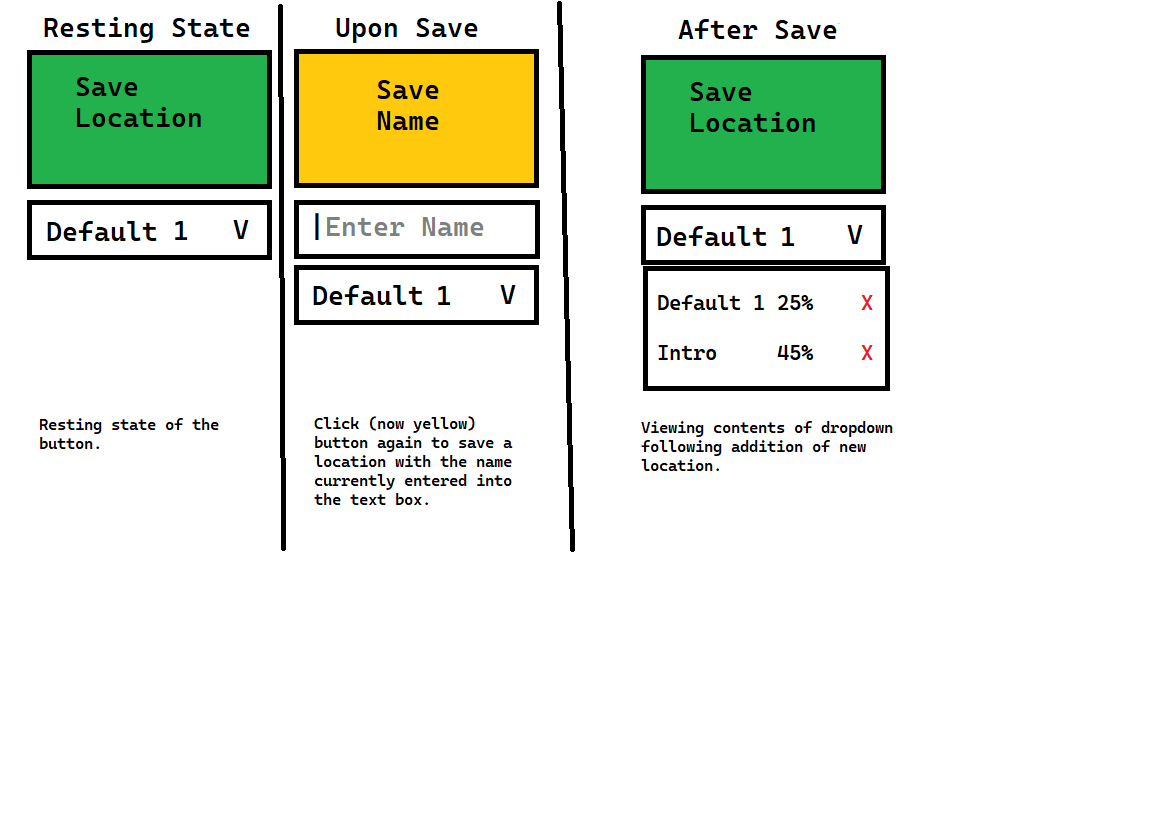 Resting State
Save
Location
Default 1 V
Resting state of the
button.
Upon Save
Save
Name
|Enter Name
Default 1 V
Click (now yellow)
button again to save a
location with the name
currently entered into
the text box.
After Save
Save
Location
Default 1 V
Default 1 25% X
Intro 45% X
Viewing contents of dropdown
following addition of new
location.